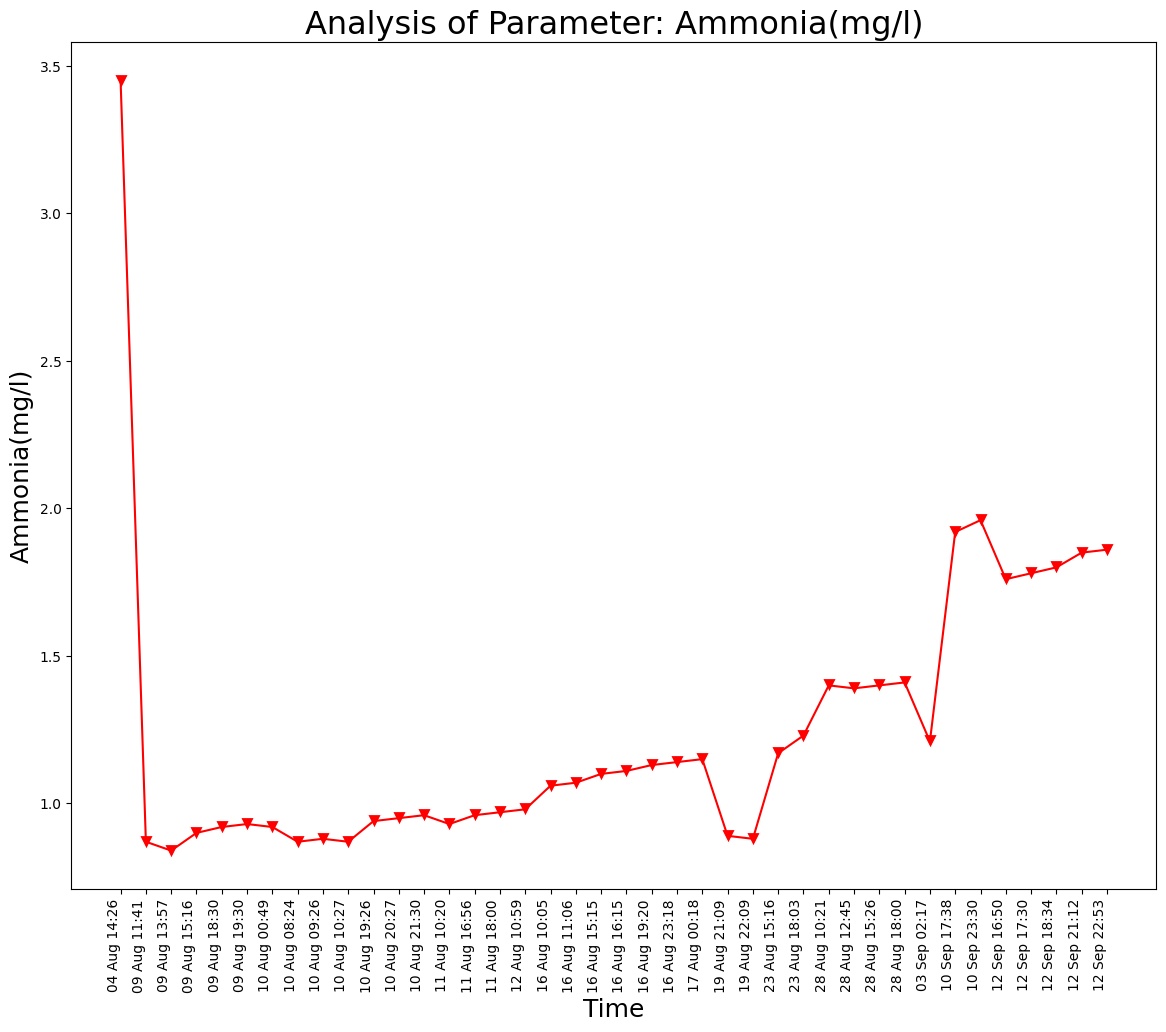 Analysis of Parameter: Ammonia(mg/l)
Ammonia(mg/l)
3.5
3.0
2.5
2.0
1.5
1.0
04 Aug 14:26
09 Aug 11:41
09 Aug 13:57
09 Aug 15:16
09 Aug 18:30
09 Aug 19:30
10 Aug 00:49
10 Aug 08:24
10 Aug 09:26
10 Aug 10:27
10 Aug 19:26
10 Aug 20:27
10 Aug 21:30
11 Aug 10:20
11 Aug 16:56
11 Aug 18:00
12 Aug 10:59
16 Aug 10:05
16 Aug 11:06
16 Aug 15:15
16 Aug 16:15
16 Aug 19:20
16 Aug 23:18
17 Aug 00:18
19 Aug 21:09
19 Aug 22:09
23 Aug 15:16
23 Aug 18:03
28 Aug 10:21
28 Aug 12:45
28 Aug 15:26
28 Aug 18:00
03 Sep 02:17
10 Sep 17:38
10 Sep 23:30
12 Sep 16:50
12 Sep 17:30
12 Sep 18:34
12 Sep 21:12
12 Sep 22:53
Time